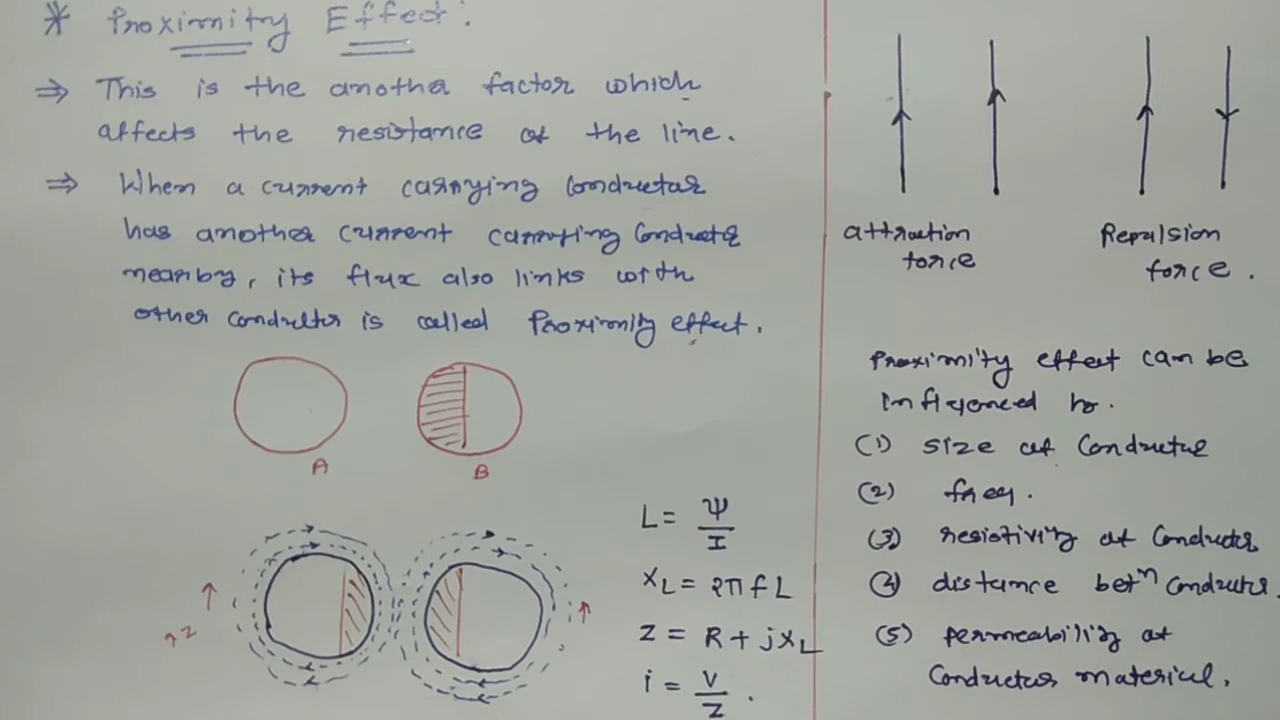 * Proximity Effect:
⇒ This is the another factor which
affects the resistance of the line.
⇒ When a current carrying conductor
has another current carrying conductor
nearby, its flux also links with
other conductor is called Proximity effect.
A
B
↑ z
↑
↑
L = Ψ/I
XL = 2πfL
Z = R + jXL
i = V/Z .
attraction
force
Repulsion
force .
Proximity effect can be
influenced by.
(1) size of Conductor
(2) freq.
(3) resistivity of Conductor
(4) distance betⁿ conductor.
(5) permeability of
Conductor material.